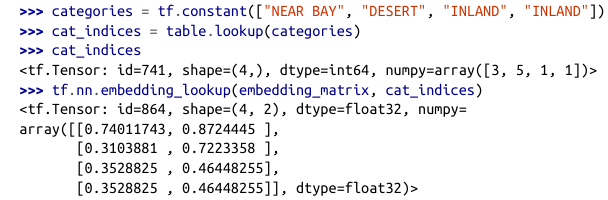 >>> categories = tf.constant(["NEAR BAY", "DESERT", "INLAND", "INLAND"])
>>> cat_indices = table.lookup(categories)
>>> cat_indices
<tf.Tensor: id=741, shape=(4,), dtype=int64, numpy=array([3, 5, 1, 1])>
>>> tf.nn.embedding_lookup(embedding_matrix, cat_indices)
<tf.Tensor: id=864, shape=(4, 2), dtype=float32, numpy=
array([[0.74011743, 0.8724445 ],
       [0.3103881 , 0.7223358 ],
       [0.3528825 , 0.46448255],
       [0.3528825 , 0.46448255]], dtype=float32)>